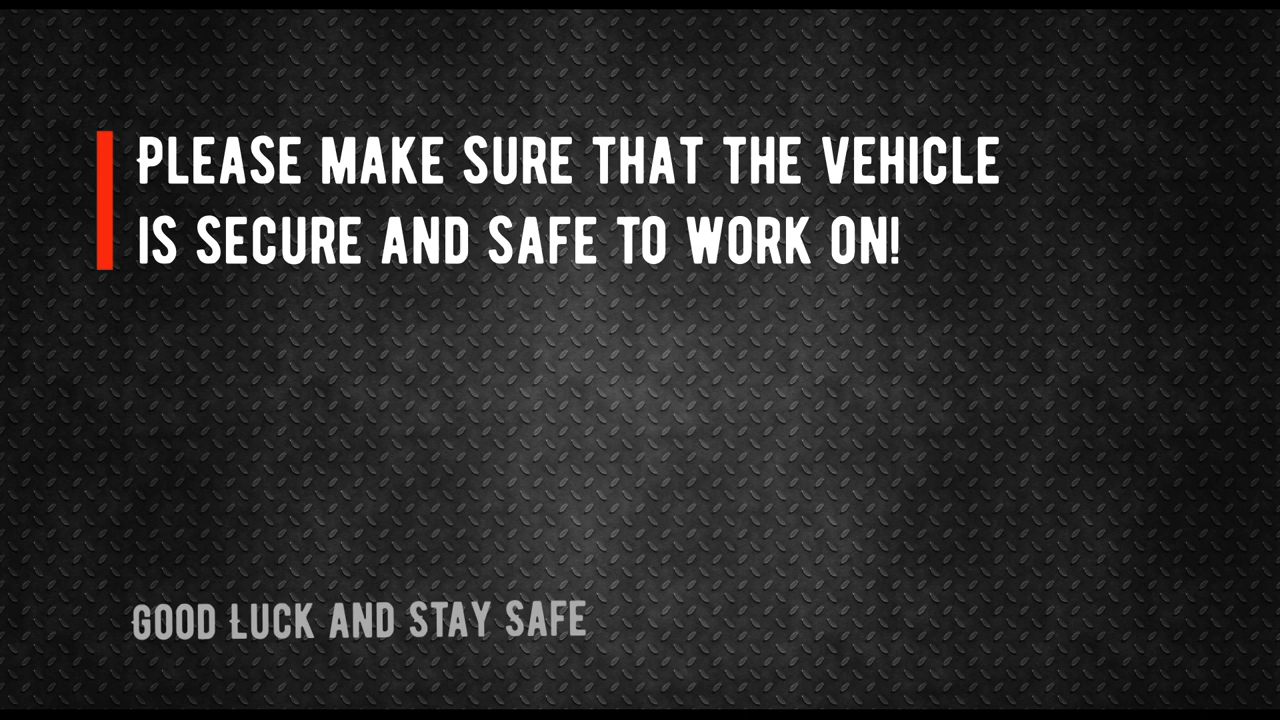 PLEASE MAKE SURE THAT THE VEHICLE
IS SECURE AND SAFE TO WORK ON!
GOOD LUCK AND STAY SAFE